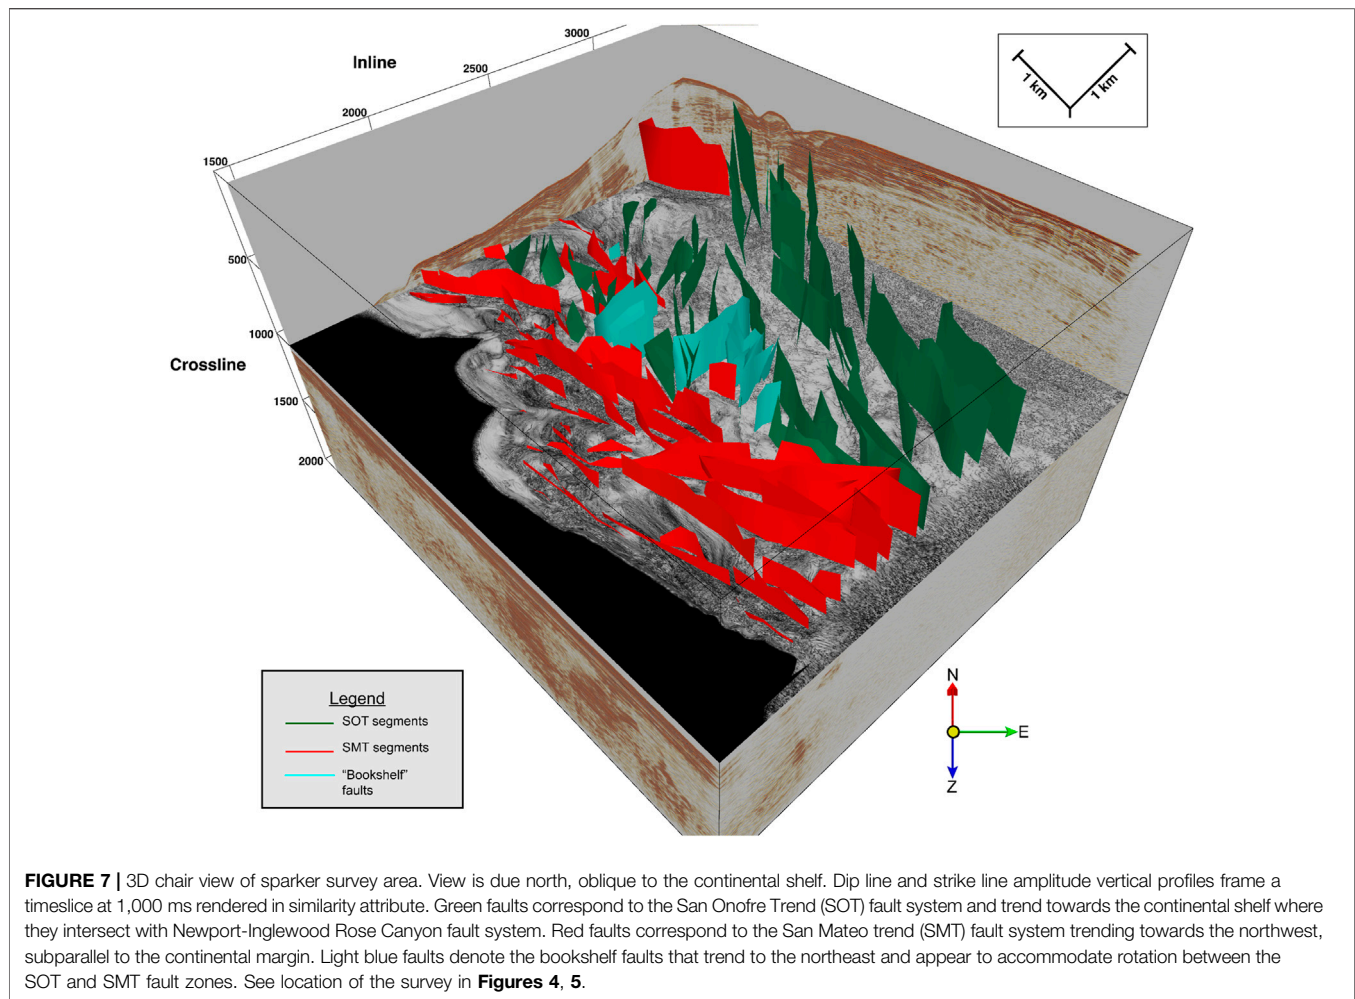 Inline
3000
2500
2000
1500
500
1000
Crossline
1500
2000
1 km
1 km
Legend
SOT segments
SMT segments
“Bookshelf”
faults
N
E
Z
FIGURE 7 | 3D chair view of sparker survey area. View is due north, oblique to the continental shelf. Dip line and strike line amplitude vertical profiles frame a
timeslice at 1,000 ms rendered in similarity attribute. Green faults correspond to the San Onofre Trend (SOT) fault system and trend towards the continental shelf where
they intersect with Newport-Inglewood Rose Canyon fault system. Red faults correspond to the San Mateo trend (SMT) fault system trending towards the northwest,
subparallel to the continental margin. Light blue faults denote the bookshelf faults that trend to the northeast and appear to accommodate rotation between the
SOT and SMT fault zones. See location of the survey in Figures 4, 5.